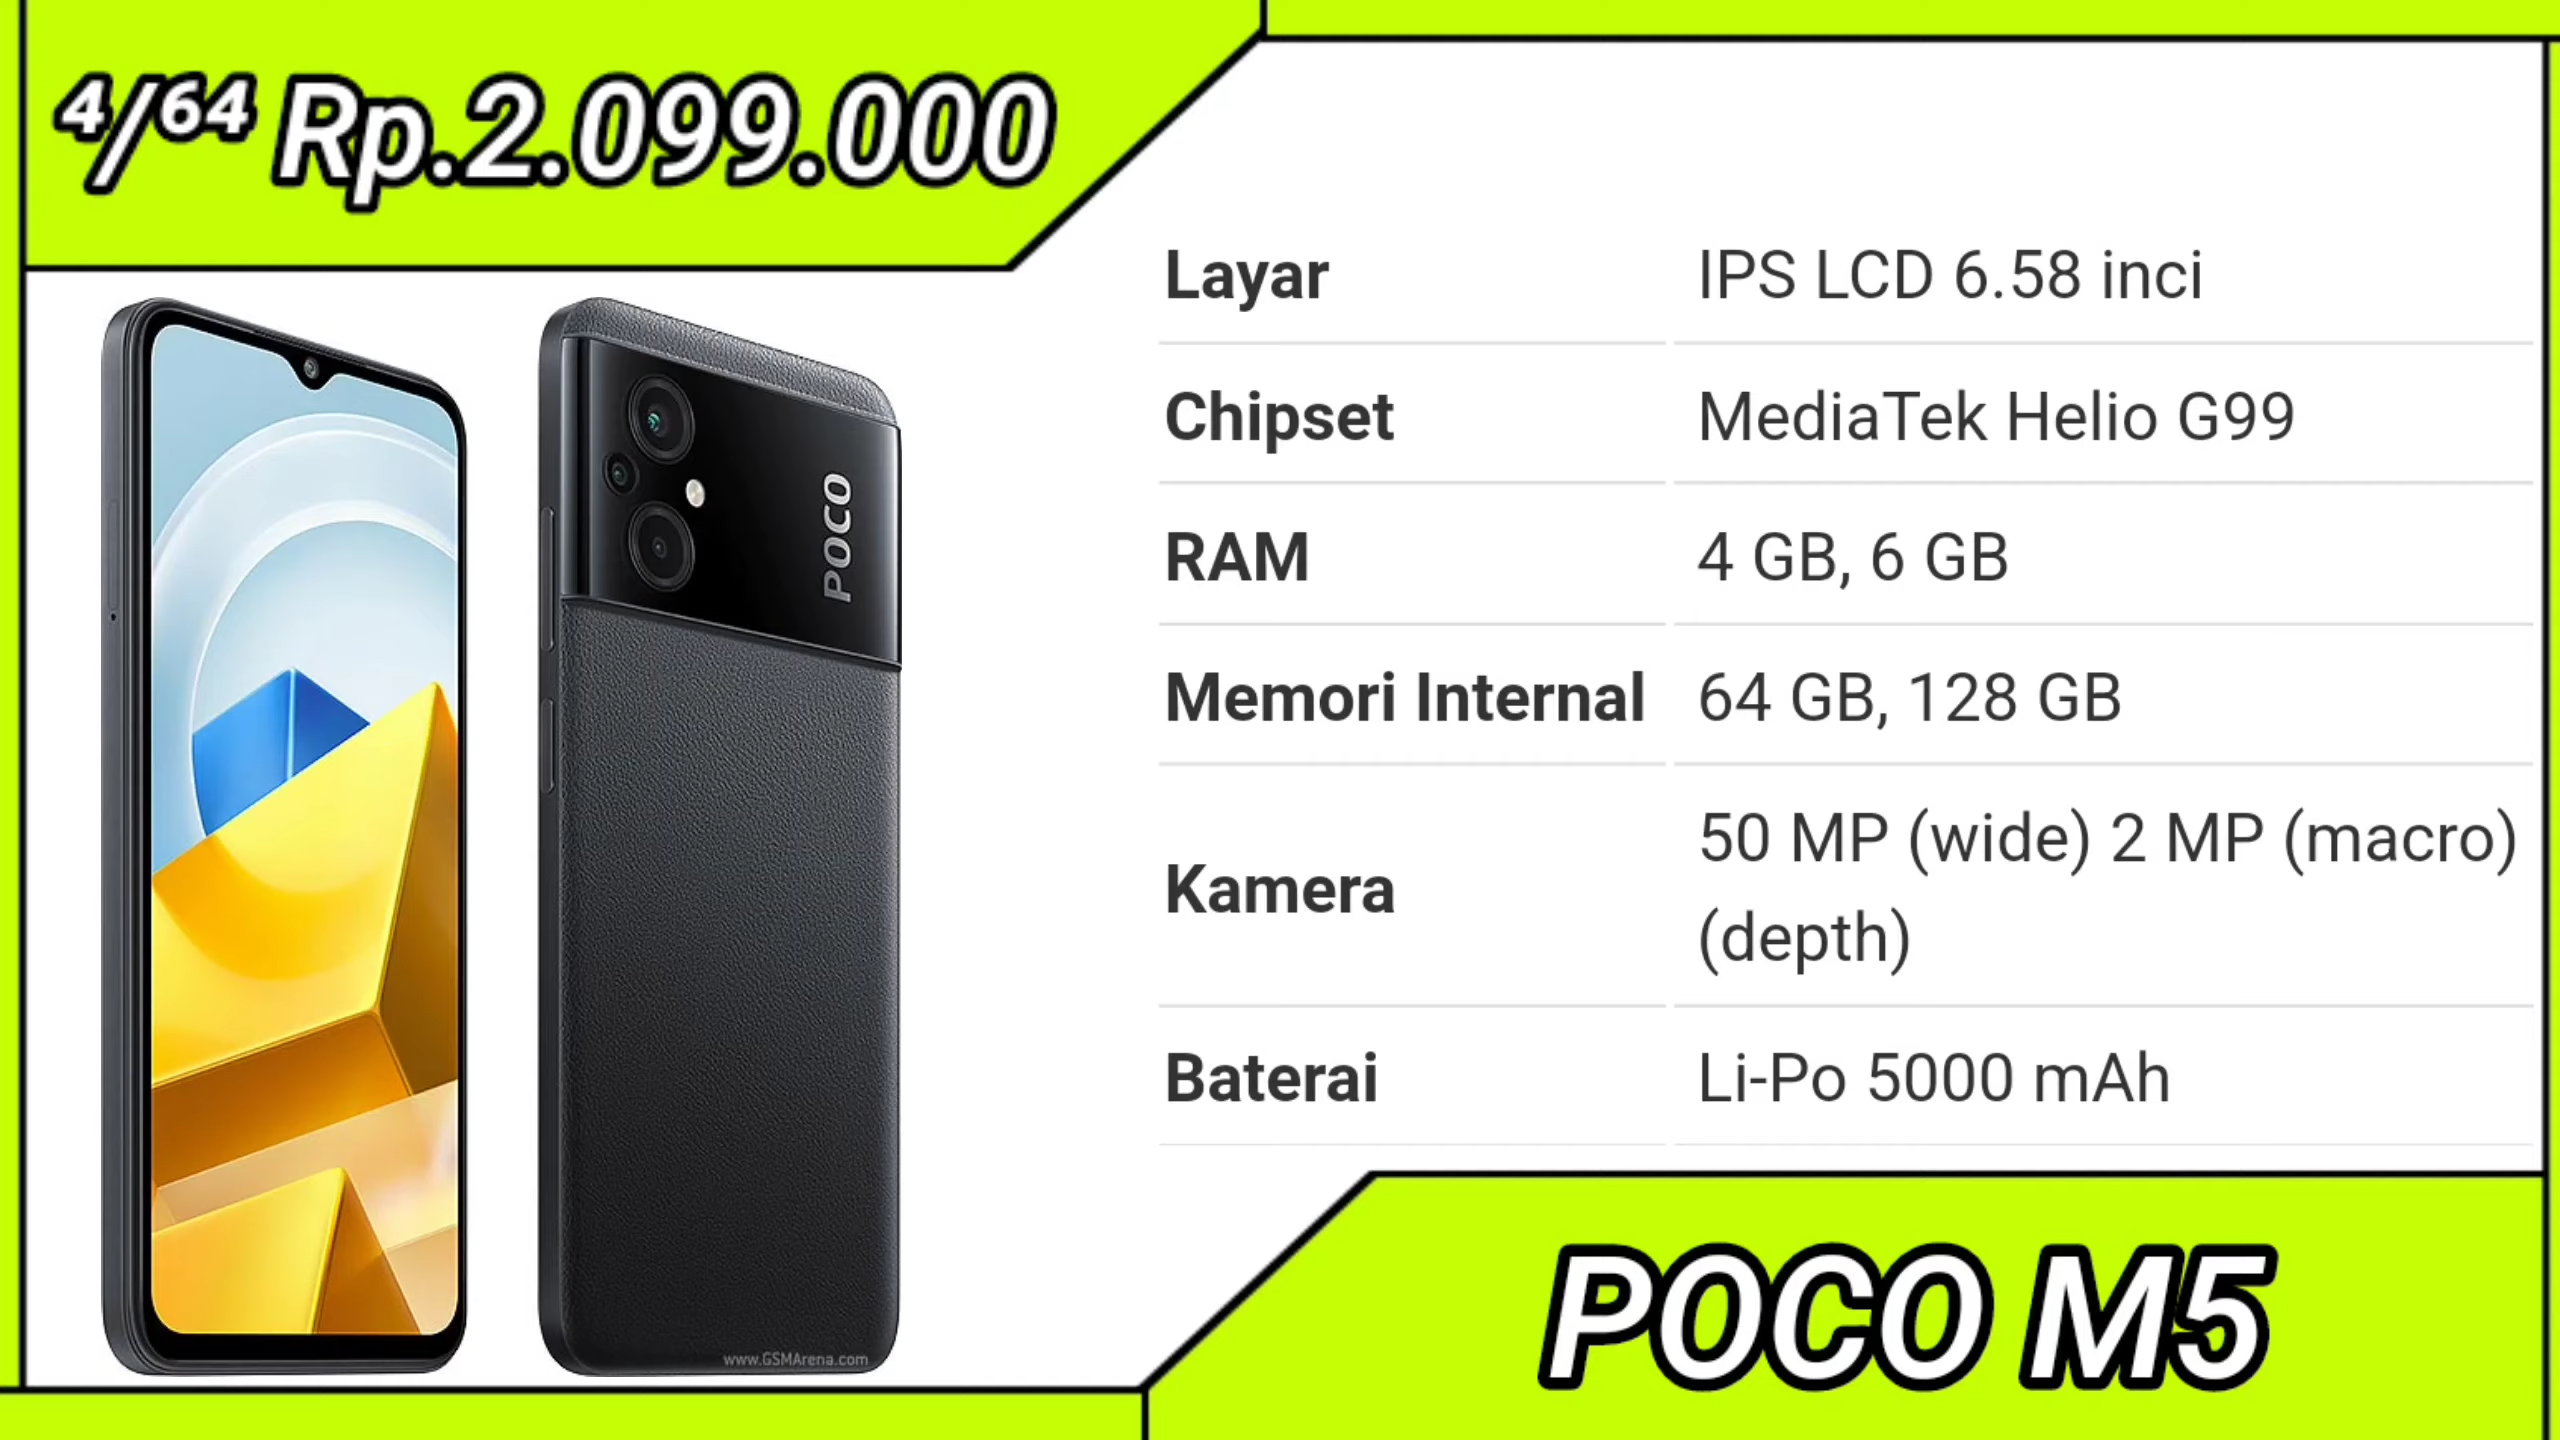 4/64 Rp.2.099.000
Layar IPS LCD 6.58 inci
Chipset MediaTek Helio G99
RAM 4 GB, 6 GB
Memori Internal 64 GB, 128 GB
Kamera 50 MP (wide) 2 MP (macro)
(depth)
Baterai Li-Po 5000 mAh
POCO
www.GSMArena.com
POCO M5